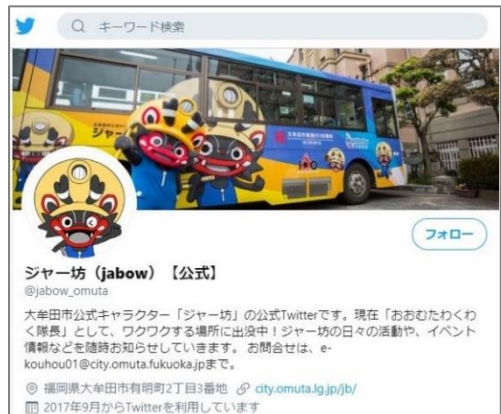 キーワード検索
ジャー
フォロー
ジャー坊（jabow）【公式】
@jabow_omuta
大牟田市公式キャラクター「ジャー坊」の公式Twitterです。現在「おおむたわくわ
く隊長」として、ワクワクする場所に出没中！ジャー坊の日々の活動や、イベント
情報などを随時お知らせしていきます。 お問合せは、e-
kouhou01@city.omuta.fukuoka.jpまで。
福岡県大牟田市有明町2丁目3番地 city.omuta.lg.jp/jb/
2017年9月からTwitterを利用しています